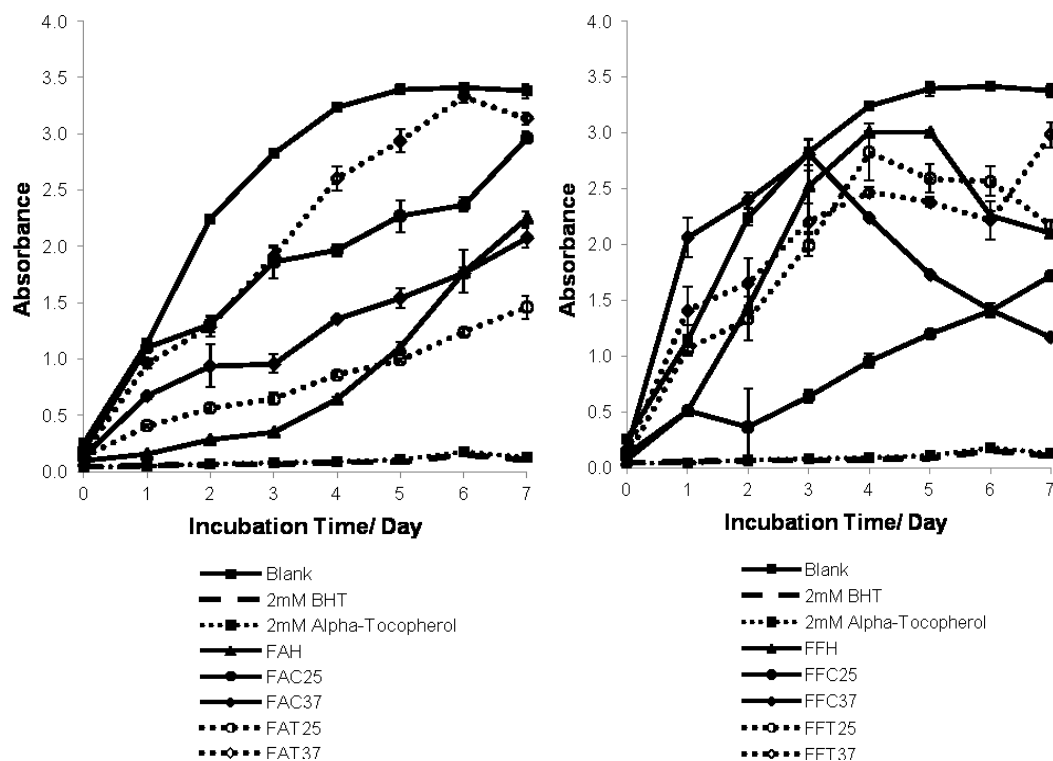 4.0
3.5
3.0
2.5
2.0
1.5
1.0
0.5
0.0
Absorbance
0 1 2 3 4 5 6 7
Incubation Time/ Day
Blank
2mM BHT
2mM Alpha-Tocopherol
FAH
FAC25
FAC37
FAT25
FAT37
4.0
3.5
3.0
2.5
2.0
1.5
1.0
0.5
0.0
Absorbance
0 1 2 3 4 5 6 7
Incubation Time/ Day
Blank
2mM BHT
2mM Alpha-Tocopherol
FFH
FFC25
FFC37
FFT25
FFT37